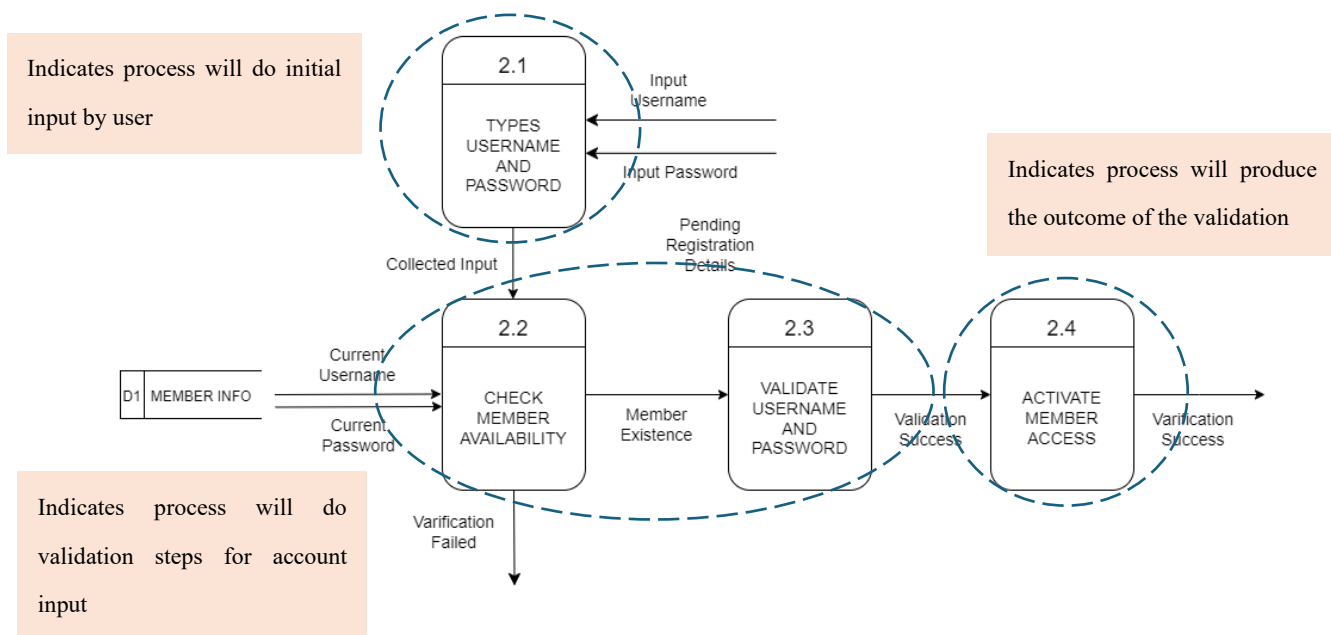 Indicates process will do initial
input by user
2.1
TYPES
USERNAME
AND
PASSWORD
Input
Username
Input Password
Indicates process will produce
the outcome of the validation
Pending
Registration
Details
Collected Input
2.2
CHECK
MEMBER
AVAILABILITY
2.3
VALIDATE
USERNAME
AND
PASSWORD
2.4
ACTIVATE
MEMBER
ACCESS
Current
Username
D1 MEMBER INFO
Current
Password
Member
Existence
Validation
Success
Varification
Success
Indicates process will do
validation steps for account
input
Varification
Failed